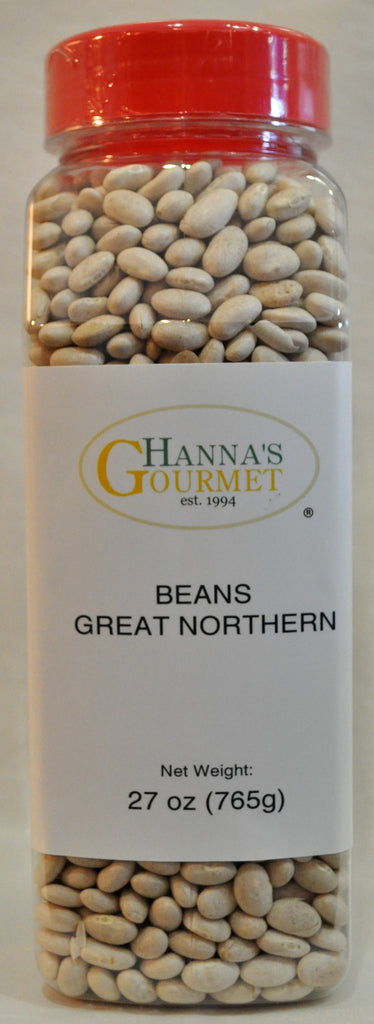 HANNA'S
GOURMET
est. 1994
®
BEANS
GREAT NORTHERN
Net Weight:
27 oz (765g)